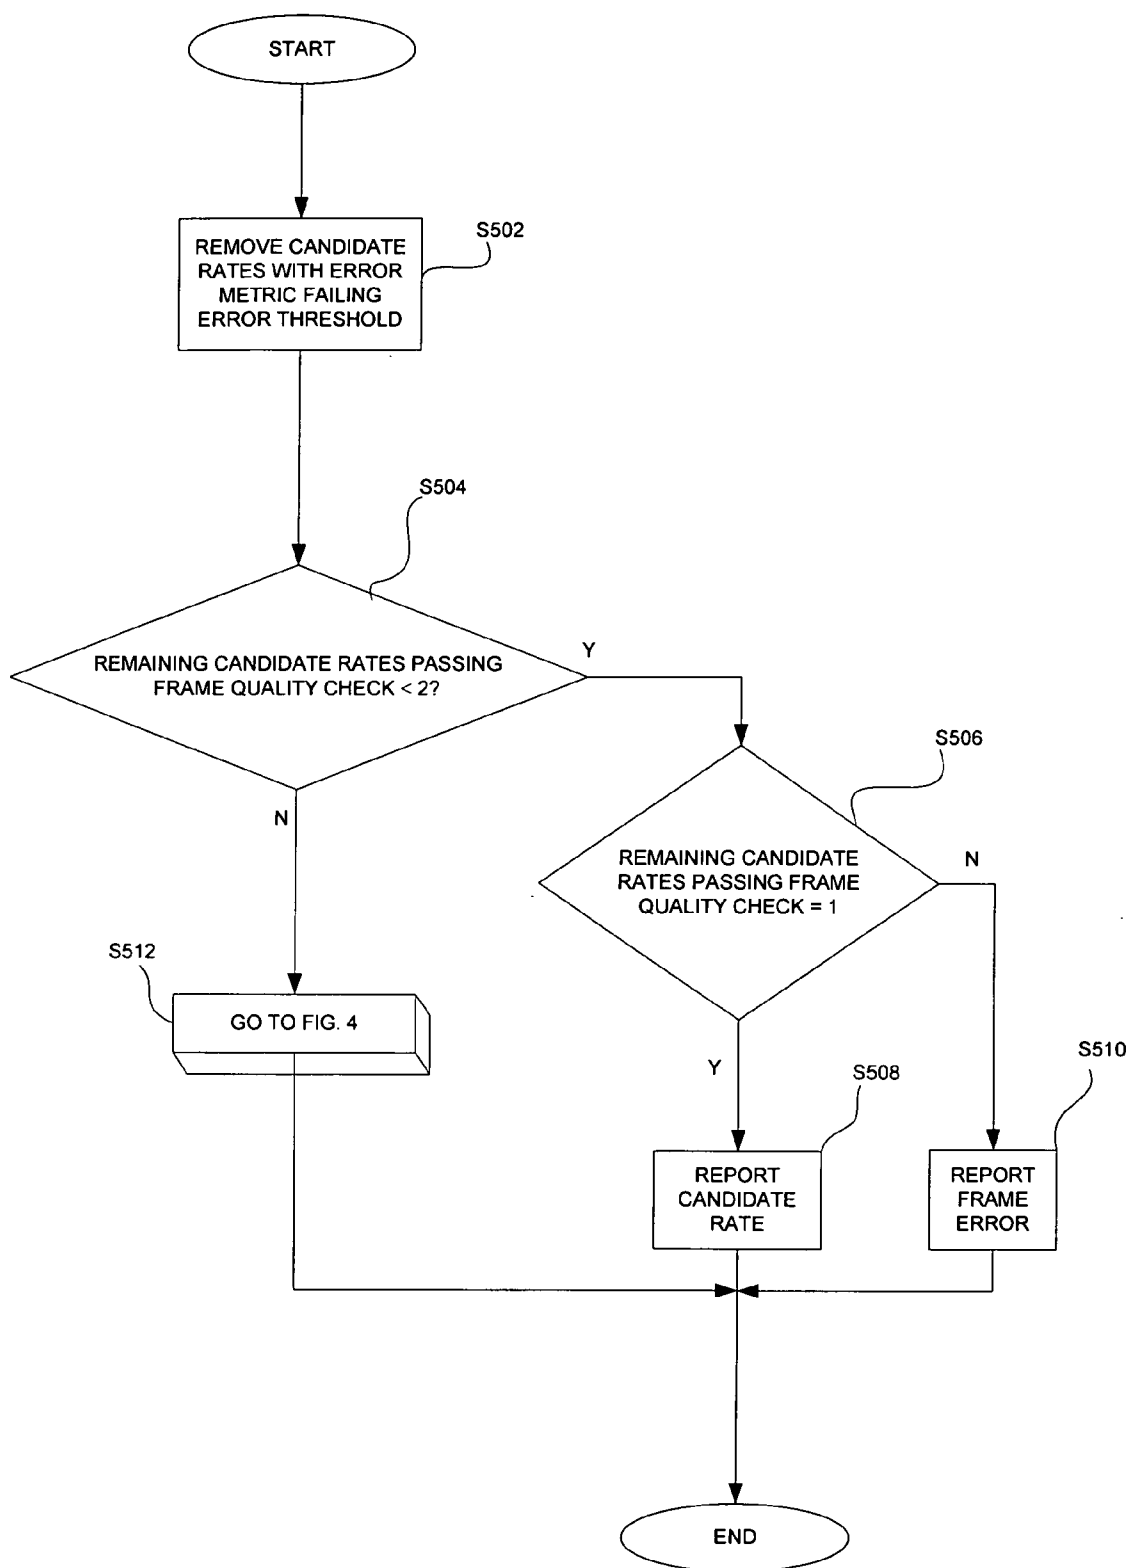 START
S502
REMOVE CANDIDATE
RATES WITH ERROR
METRIC FAILING
ERROR THRESHOLD
S504
REMAINING CANDIDATE RATES PASSING
FRAME QUALITY CHECK < 2?
Y
N
S506
REMAINING CANDIDATE
RATES PASSING FRAME
QUALITY CHECK = 1
N
Y
S512
GO TO FIG. 4
S508
REPORT
CANDIDATE
RATE
S510
REPORT
FRAME
ERROR
END